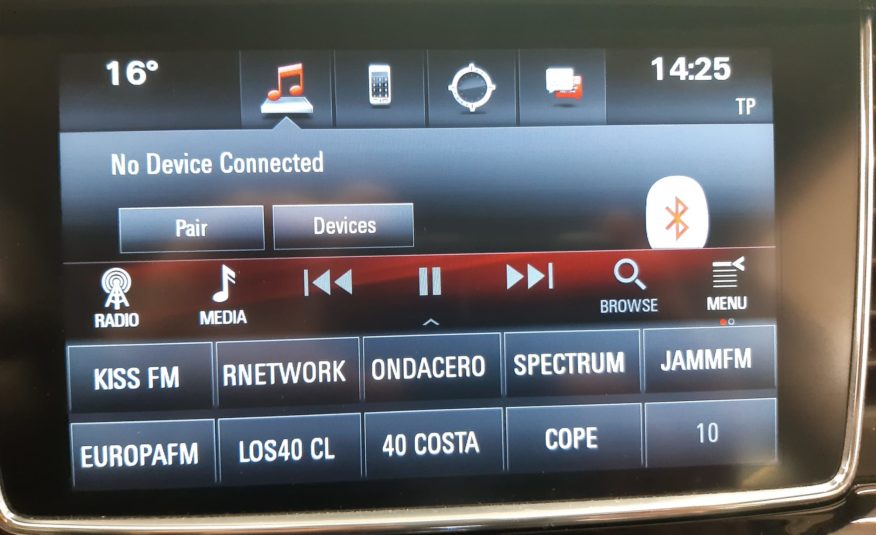 16° 14:25
TP
No Device Connected
Pair Devices
RADIO MEDIA BROWSE MENU
KISS FM RNETWORK ONDACERO SPECTRUM JAMMFM
EUROPAFM LOS40 CL 40 COSTA COPE 10